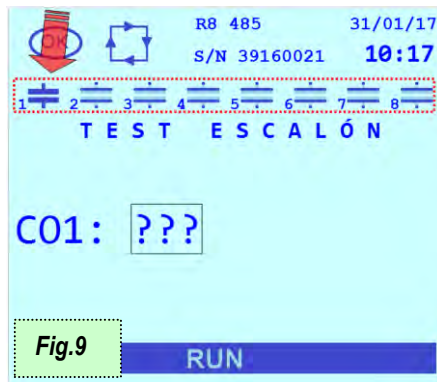 OK
R8 485 31/01/17
S/N 39160021 10:17
1 2 3 4 5 6 7 8
TEST ESCALÓN
C01: ???
Fig.9
RUN